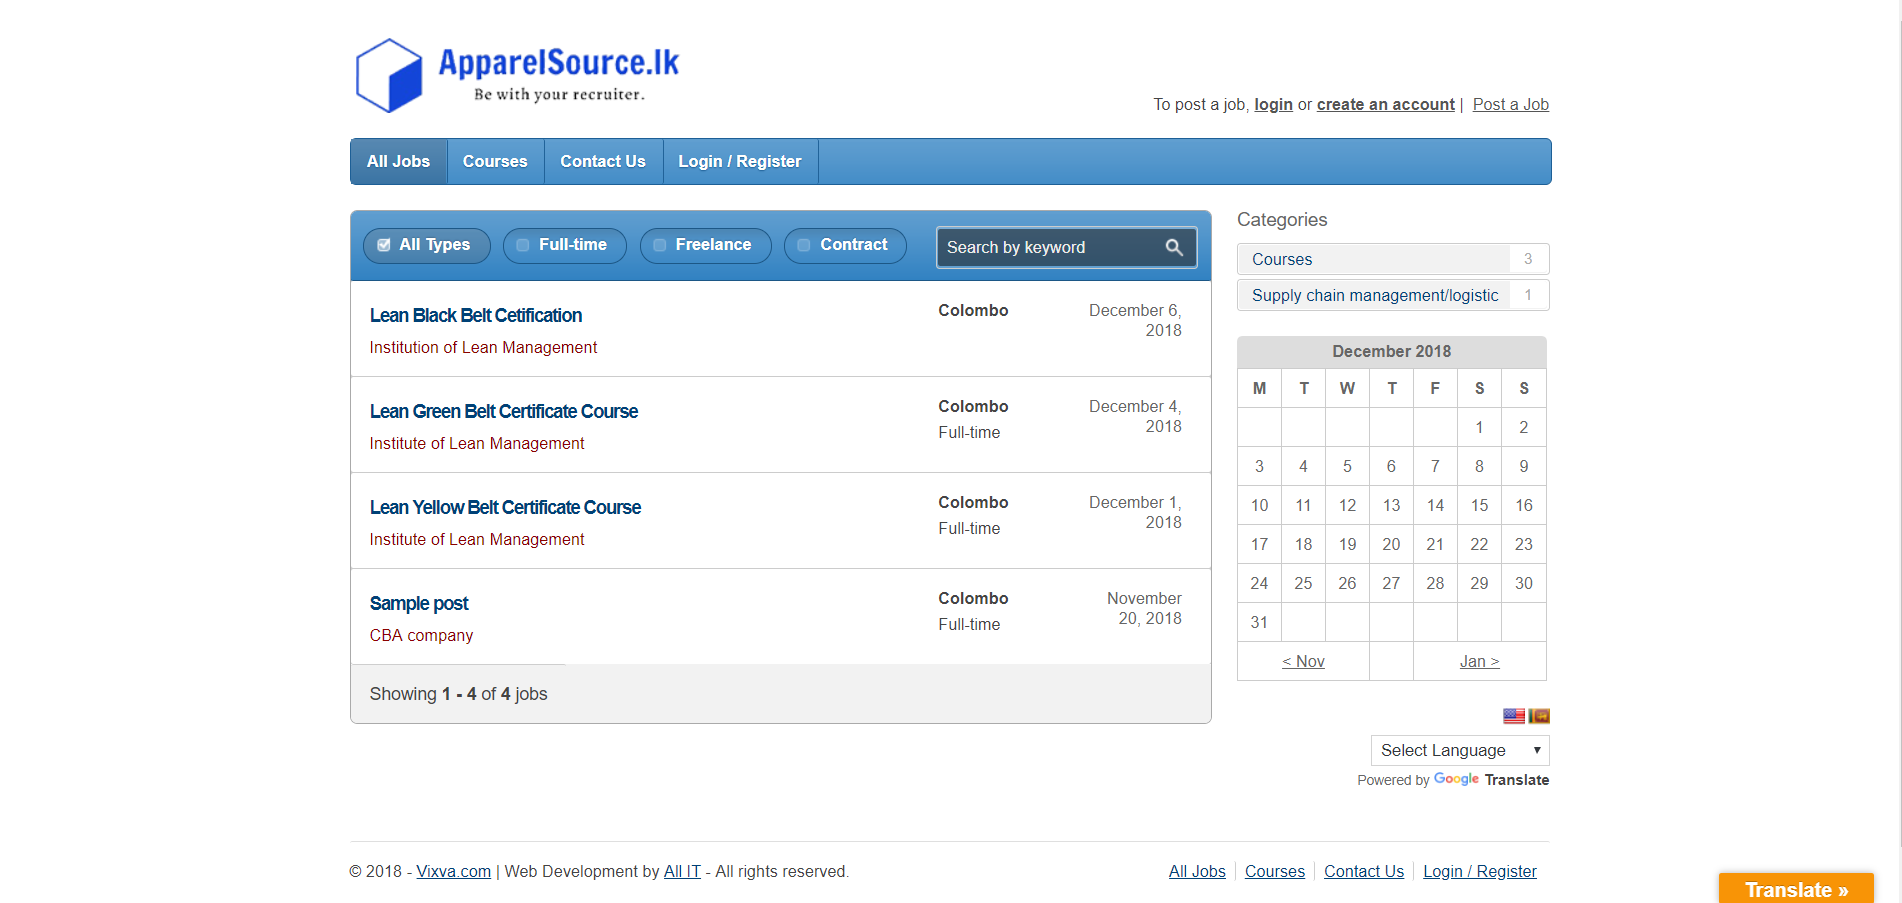 ApparelSource.lk
Be with your recruiter.
To post a job, login or create an account | Post a Job
All Jobs Courses Contact Us Login / Register
All Types Full-time Freelance Contract Search by keyword
Lean Black Belt Cetification Colombo December 6, 2018
Institution of Lean Management
Lean Green Belt Certificate Course Colombo December 4, 2018
Institute of Lean Management Full-time
Lean Yellow Belt Certificate Course Colombo December 1, 2018
Institute of Lean Management Full-time
Sample post Colombo November 20, 2018
CBA company Full-time
Showing 1 - 4 of 4 jobs
Categories
Courses 3
Supply chain management/logistic 1
December 2018
M T W T F S S
1 2
3 4 5 6 7 8 9
10 11 12 13 14 15 16
17 18 19 20 21 22 23
24 25 26 27 28 29 30
31
< Nov Jan >
Select Language
Powered by Google Translate
© 2018 - Vixva.com | Web Development by All IT - All rights reserved.
All Jobs Courses Contact Us Login / Register
Translate »